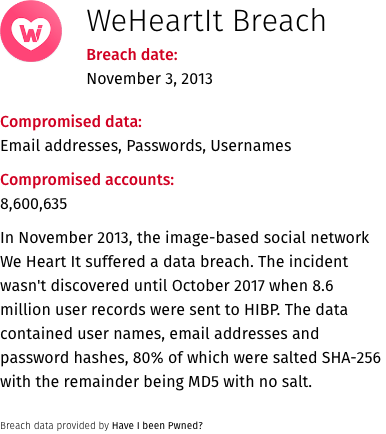 WeHeartIt Breach
Breach date:
November 3, 2013
Compromised data:
Email addresses, Passwords, Usernames
Compromised accounts:
8,600,635
In November 2013, the image-based social network
We Heart It suffered a data breach. The incident
wasn't discovered until October 2017 when 8.6
million user records were sent to HIBP. The data
contained user names, email addresses and
password hashes, 80% of which were salted SHA-256
with the remainder being MD5 with no salt.
Breach data provided by Have I been Pwned?